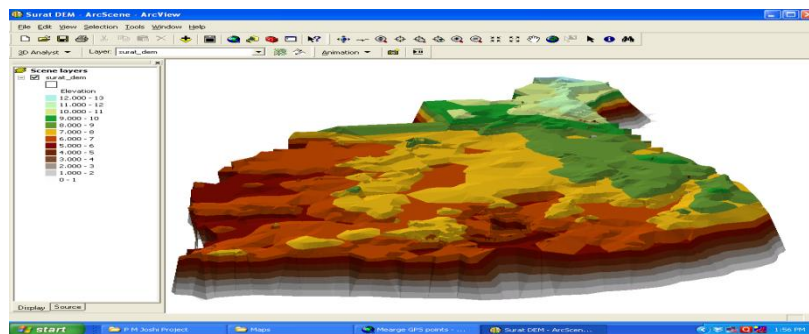 Surat DEM - ArcScene - ArcView
File Edit View Selection Tools Window Help
3D Analyst Layer: surat_dem Animation
Scene layers
surat_dem
Elevation
12.000 - 13
11.000 - 12
10.000 - 11
9.000 - 10
8.000 - 9
7.000 - 8
6.000 - 7
5.000 - 6
4.000 - 5
3.000 - 4
2.000 - 3
1.000 - 2
0 - 1
Display Source
start P M Joshi Project Maps Mearge GPS points - ... Surat DEM - ArcScen... 1:56 PM